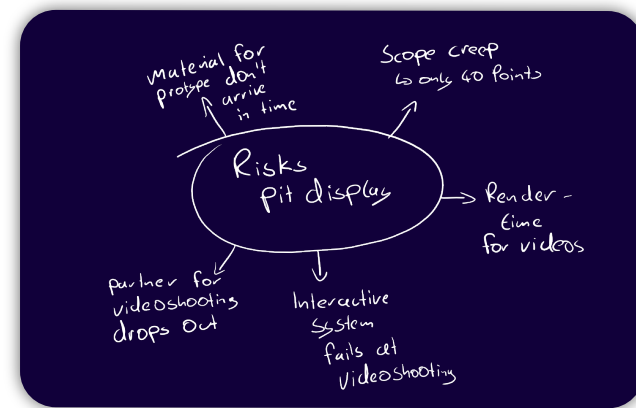 Material for
protype don't
arrive
in time
Scope creep
↳ only 40 Points
Risks
pit display
Render-
time
for videos
partner for
videoshooting
drops out
Interactive
System
fails at
videoshooting